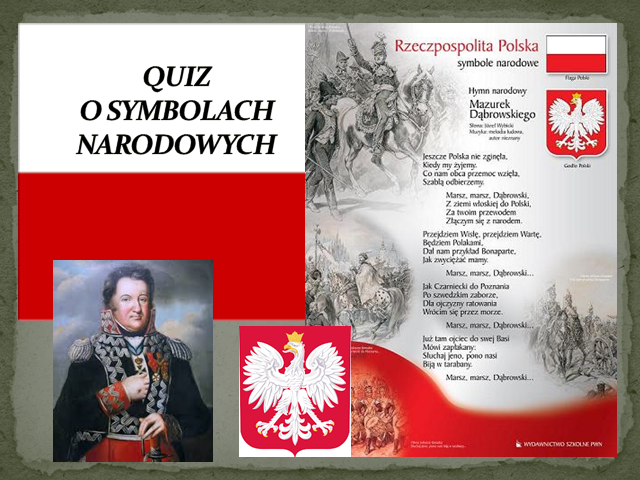 QUIZ
O SYMBOLACH
NARODOWYCH
Rzeczpospolita Polska
symbole narodowe
Flaga Polski
Hymn narodowy
Mazurek
Dąbrowskiego
Słowa: Józef Wybicki
Muzyka: melodia ludowa,
autor nieznany
Godło Polski
Jeszcze Polska nie zginęła,
Kiedy my żyjemy.
Co nam obca przemoc wzięła,
Szablą odbierzemy.
Marsz, marsz, Dąbrowski,
Z ziemi włoskiej do Polski,
Za twoim przewodem
Złączym się z narodem.
Przejdziem Wisłę, przejdziem Wartę,
Będziem Polakami,
Dał nam przykład Bonaparte,
Jak zwyciężać mamy.
Marsz, marsz, Dąbrowski...
Jak Czarniecki do Poznania
Po szwedzkim zaborze,
Dla ojczyzny ratowania
Wrócim się przez morze.
Marsz, marsz, Dąbrowski...
Już tam ojciec do swej Basi
Mówi zapłakany:
Słuchaj jeno, pono nasi
Biją w tarabany.
Marsz, marsz, Dąbrowski...
WYDAWNICTWO SZKOLNE PWN